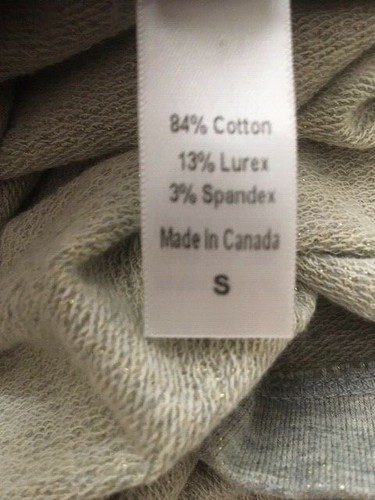 84% Cotton
13% Lurex
3% Spandex
Made In Canada
S